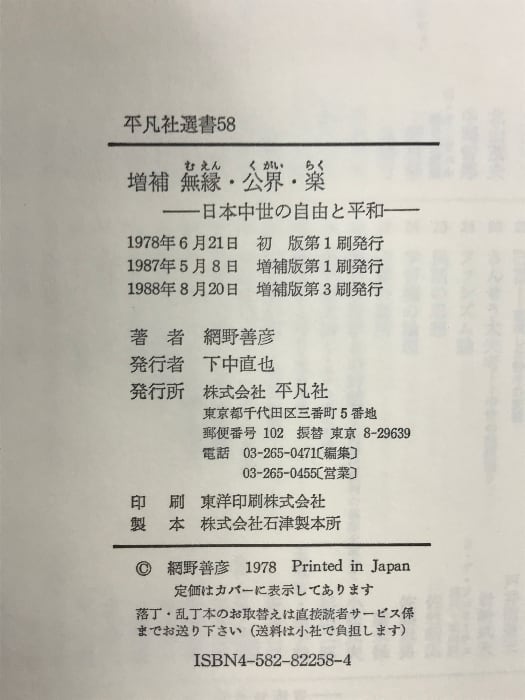 平凡社選書58
増補 無縁・公界・楽
むえん くがい らく
──日本中世の自由と平和──
1978年6月21日 初 版第1刷発行
1987年5月8日 増補版第1刷発行
1988年8月20日 増補版第3刷発行
著 者 網野善彦
発行者 下中直也
発行所 株式会社 平凡社
東京都千代田区三番町5番地
郵便番号 102 振替 東京 8-29639
電話 03-265-0471〔編集〕
03-265-0455〔営業〕
印 刷 東洋印刷株式会社
製 本 株式会社石津製本所
© 網野善彦 1978 Printed in Japan
定価はカバーに表示してあります
落丁・乱丁本のお取替えは直接読者サービス係
までお送り下さい（送料は小社で負担します）
ISBN4-582-82258-4